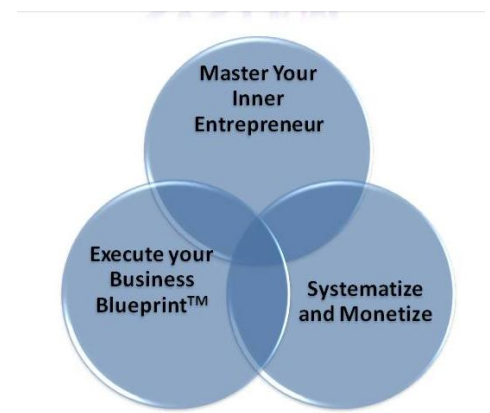 Master Your
Inner
Entrepreneur
Execute your
Business
Blueprint™
Systematize
and Monetize